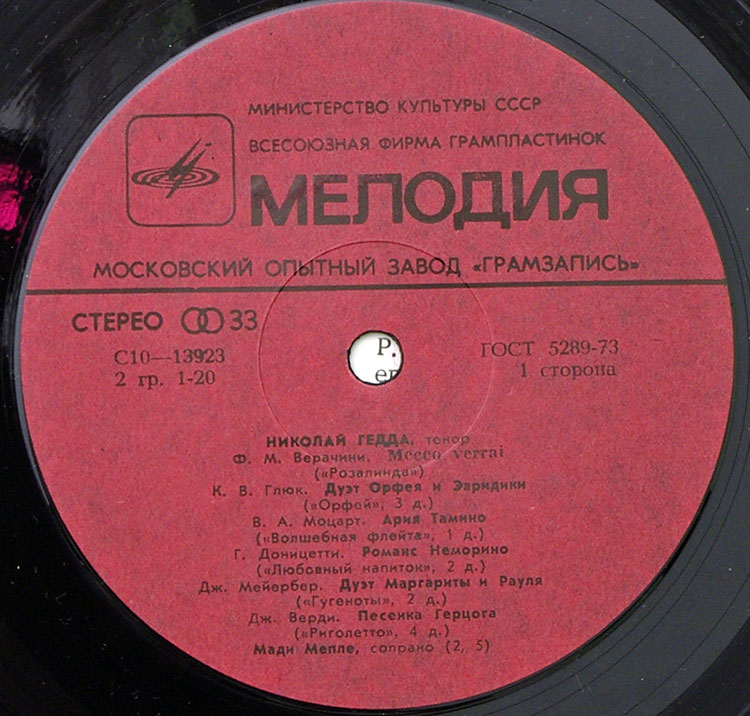 МИНИСТЕРСТВО КУЛЬТУРЫ СССР
ВСЕСОЮЗНАЯ ФИРМА ГРАМПЛАСТИНОК
МЕЛОДИЯ
МОСКОВСКИЙ ОПЫТНЫЙ ЗАВОД «ГРАМЗАПИСЬ»
СТЕРЕО 33
С10—13923
2 гр. 1-20
ГОСТ 5289-73
1 сторона
Р.
ег
НИКОЛАЙ ГЕДДА, тенор
Ф. М. Верачини. Meeco verrai
(«Розалинда»)
К. В. Глюк. Дуэт Орфея и Эвридики
(«Орфей», 3 д.)
В. А. Моцарт. Ария Тамино
(«Волшебная флейта», 1 д.)
Г. Доницетти. Романс Неморино
(«Любовный напиток», 2 д.)
Дж. Мейербер. Дуэт Маргариты и Рауля
(«Гугеноты», 2 д.)
Дж. Верди. Песенка Герцога
(«Риголетто», 4 д.)
Мади Мепле, сопрано (2, 5)